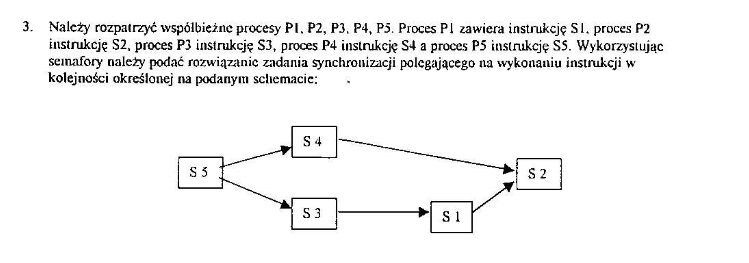 3. Należy rozpatrzyć współbieżne procesy P1, P2, P3, P4, P5. Proces P1 zawiera instrukcję S1, proces P2
instrukcję S2, proces P3 instrukcję S3, proces P4 instrukcję S4 a proces P5 instrukcję S5. Wykorzystując
semafory należy podać rozwiązanie zadania synchronizacji polegającego na wykonaniu instrukcji w
kolejności określonej na podanym schemacie:
S 4
S 5
S 2
S 3
S 1